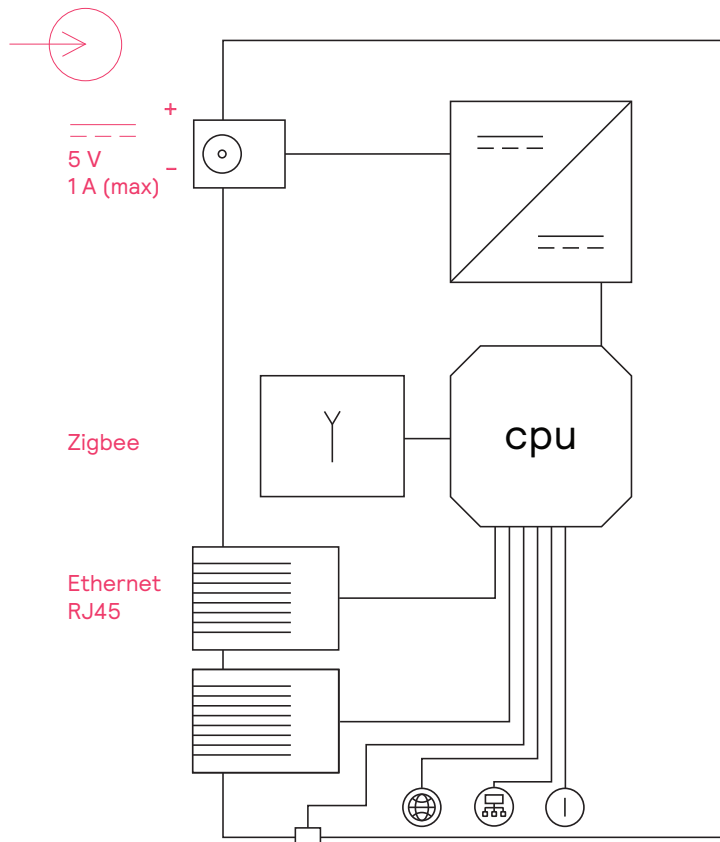 +
5 V
−
1 A (max)
cpu
Zigbee
Ethernet
RJ45